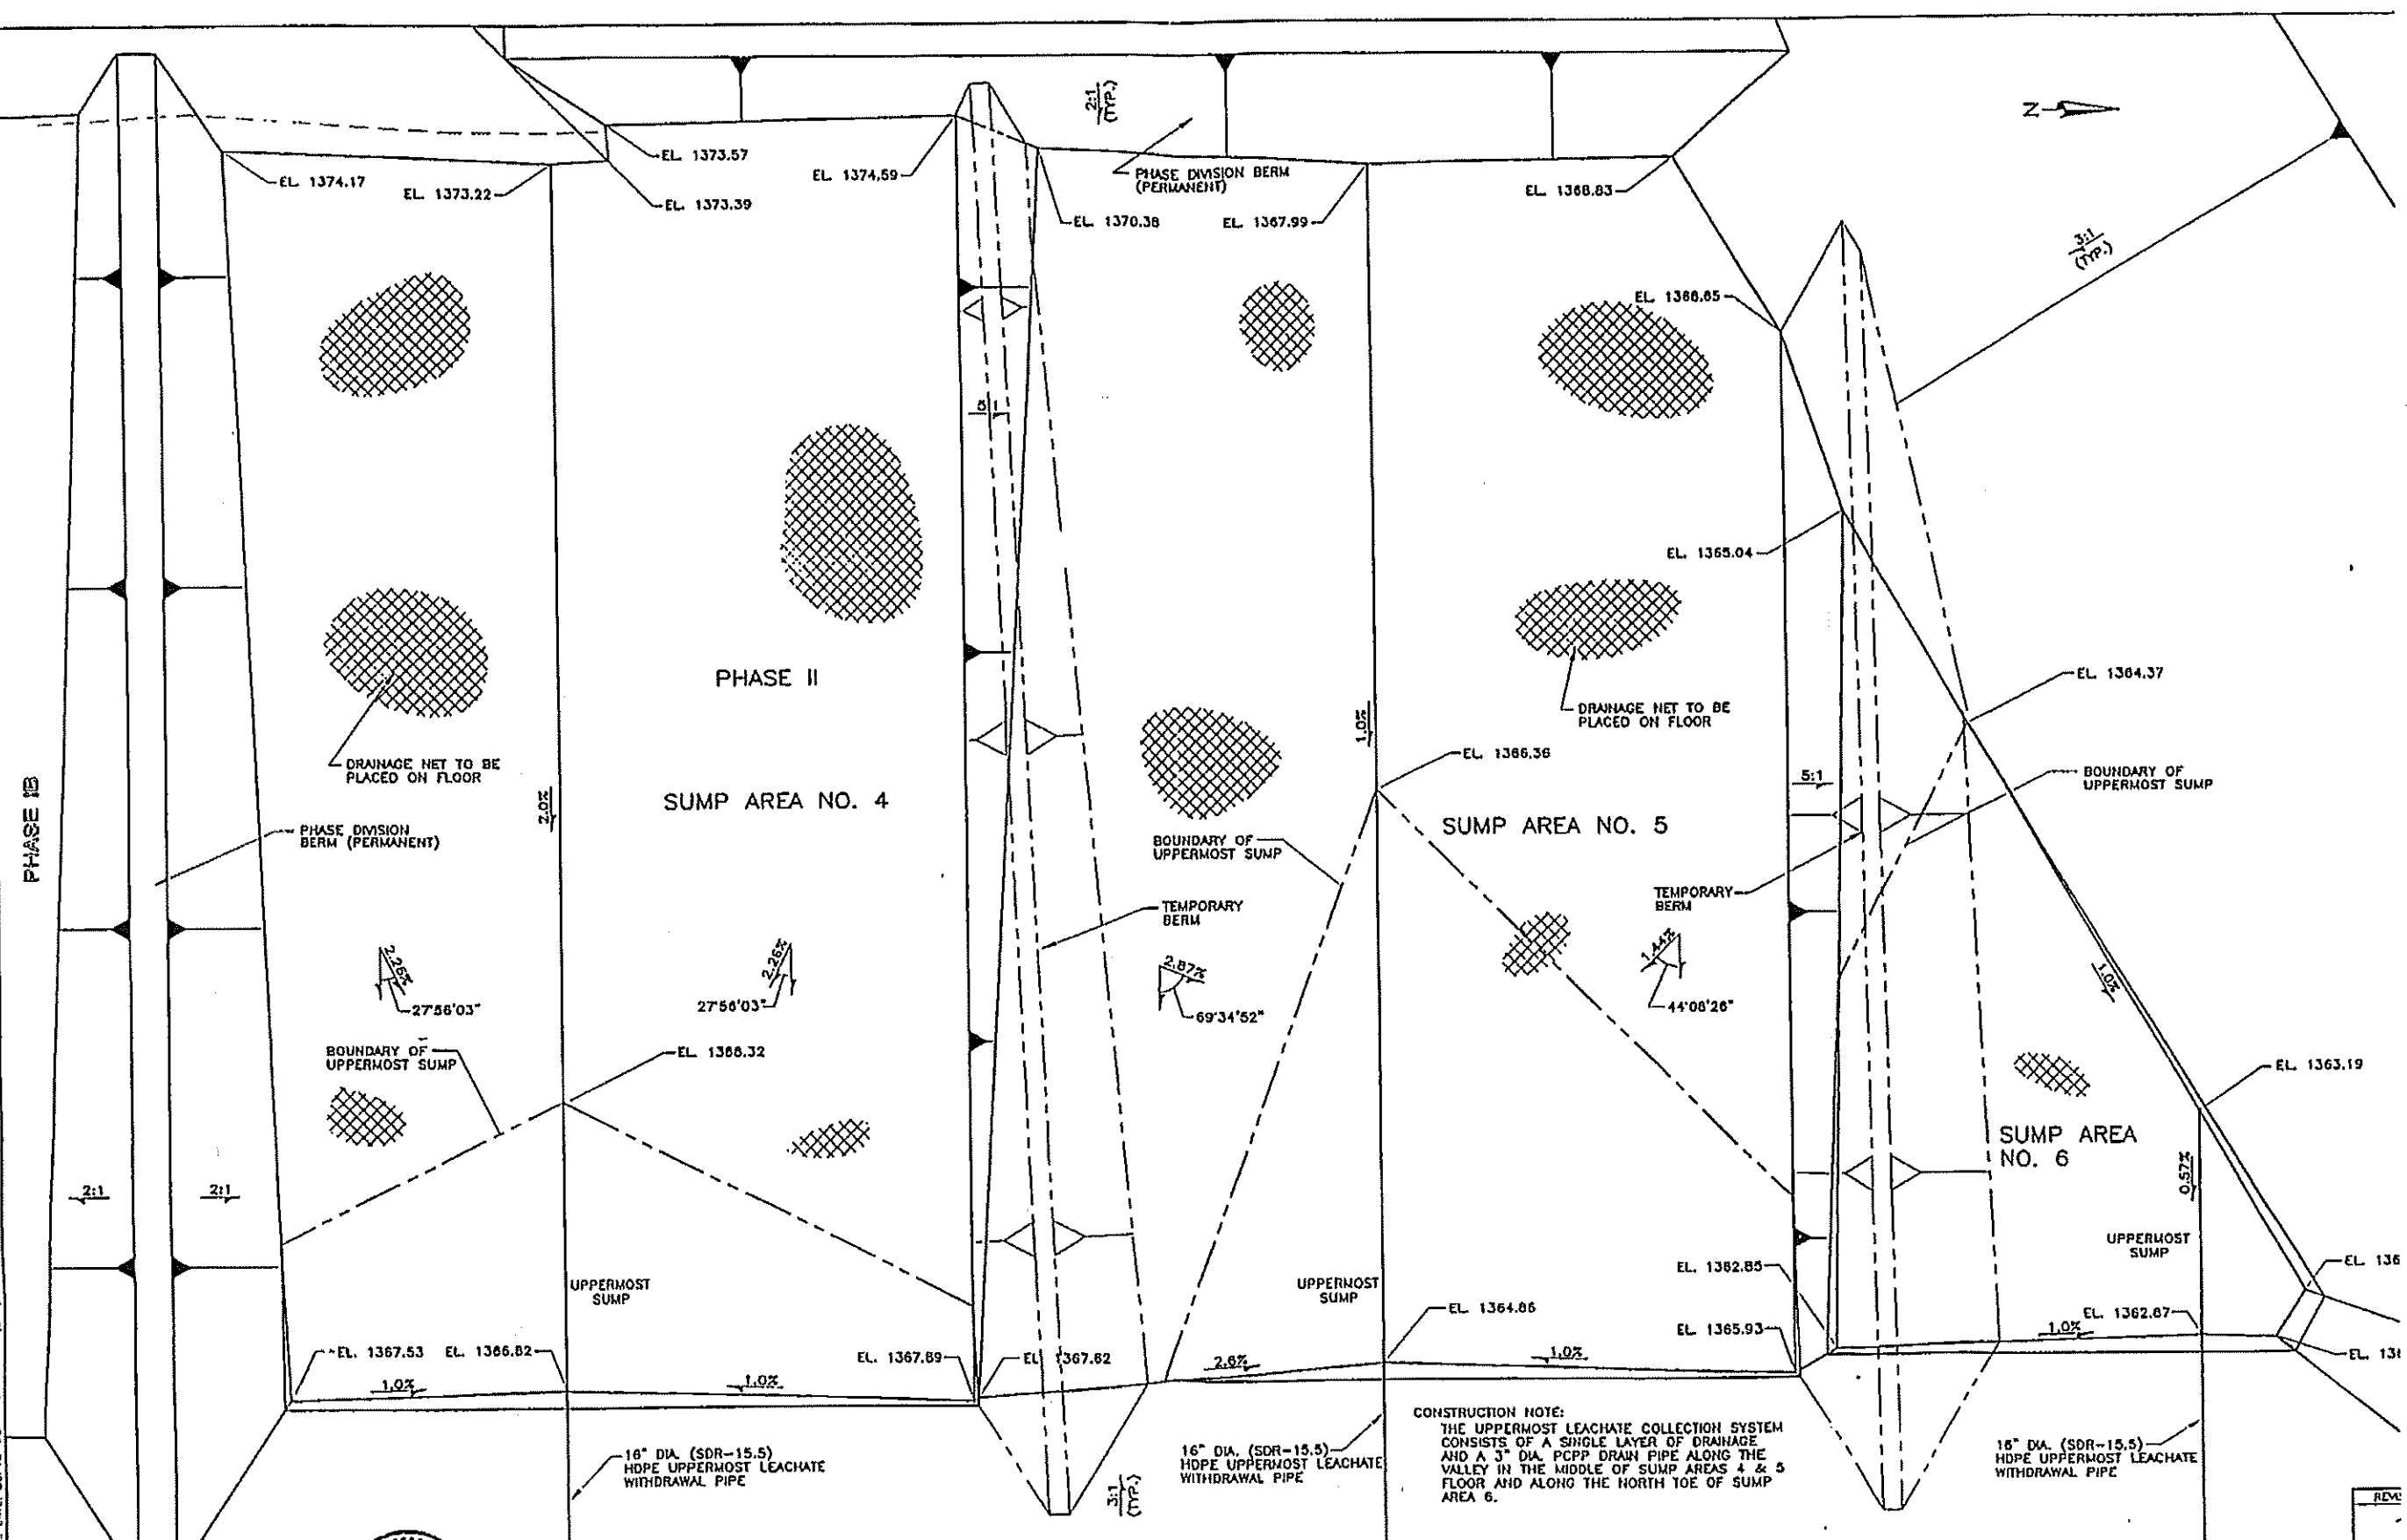 2:1
(TYP.)
N
EL. 1373.57
EL. 1374.17
EL. 1373.22
EL. 1373.39
EL. 1374.59
PHASE DIVISION BERM
(PERMANENT)
EL. 1370.38
EL. 1367.99
EL. 1368.83
3:1
(TYP.)
EL. 1366.65
5:1
EL. 1365.04
PHASE II
EL. 1364.37
DRAINAGE NET TO BE
PLACED ON FLOOR
DRAINAGE NET TO BE
PLACED ON FLOOR
1.0%
EL. 1366.36
5:1
BOUNDARY OF
UPPERMOST SUMP
PHASE IB
2.0%
SUMP AREA NO. 4
SUMP AREA NO. 5
PHASE DIVISION
BERM (PERMANENT)
BOUNDARY OF
UPPERMOST SUMP
TEMPORARY
BERM
TEMPORARY
BERM
2.26%
27°56'03"
2.26%
27°56'03"
2.87%
69°34'52"
1.44%
44°08'26"
1.0%
BOUNDARY OF
UPPERMOST SUMP
EL. 1368.32
EL. 1363.19
SUMP AREA
NO. 6
0.57%
2:1
2:1
UPPERMOST
SUMP
UPPERMOST
SUMP
UPPERMOST
SUMP
EL. 1362.85
EL. 136
EL. 1364.86
EL. 1362.87
EL. 1365.93
1.0%
EL. 1367.53
EL. 1366.82
EL. 1367.89
EL. 1367.62
EL. 136
1.0%
1.0%
2.6%
1.0%
16" DIA. (SDR-15.5)
HDPE UPPERMOST LEACHATE
WITHDRAWAL PIPE
3:1
(TYP.)
16" DIA. (SDR-15.5)
HDPE UPPERMOST LEACHATE
WITHDRAWAL PIPE
CONSTRUCTION NOTE:
THE UPPERMOST LEACHATE COLLECTION SYSTEM
CONSISTS OF A SINGLE LAYER OF DRAINAGE
AND A 3" DIA. PCPP DRAIN PIPE ALONG THE
VALLEY IN THE MIDDLE OF SUMP AREAS 4 & 5
FLOOR AND ALONG THE NORTH TOE OF SUMP
AREA 6.
16" DIA. (SDR-15.5)
HDPE UPPERMOST LEACHATE
WITHDRAWAL PIPE